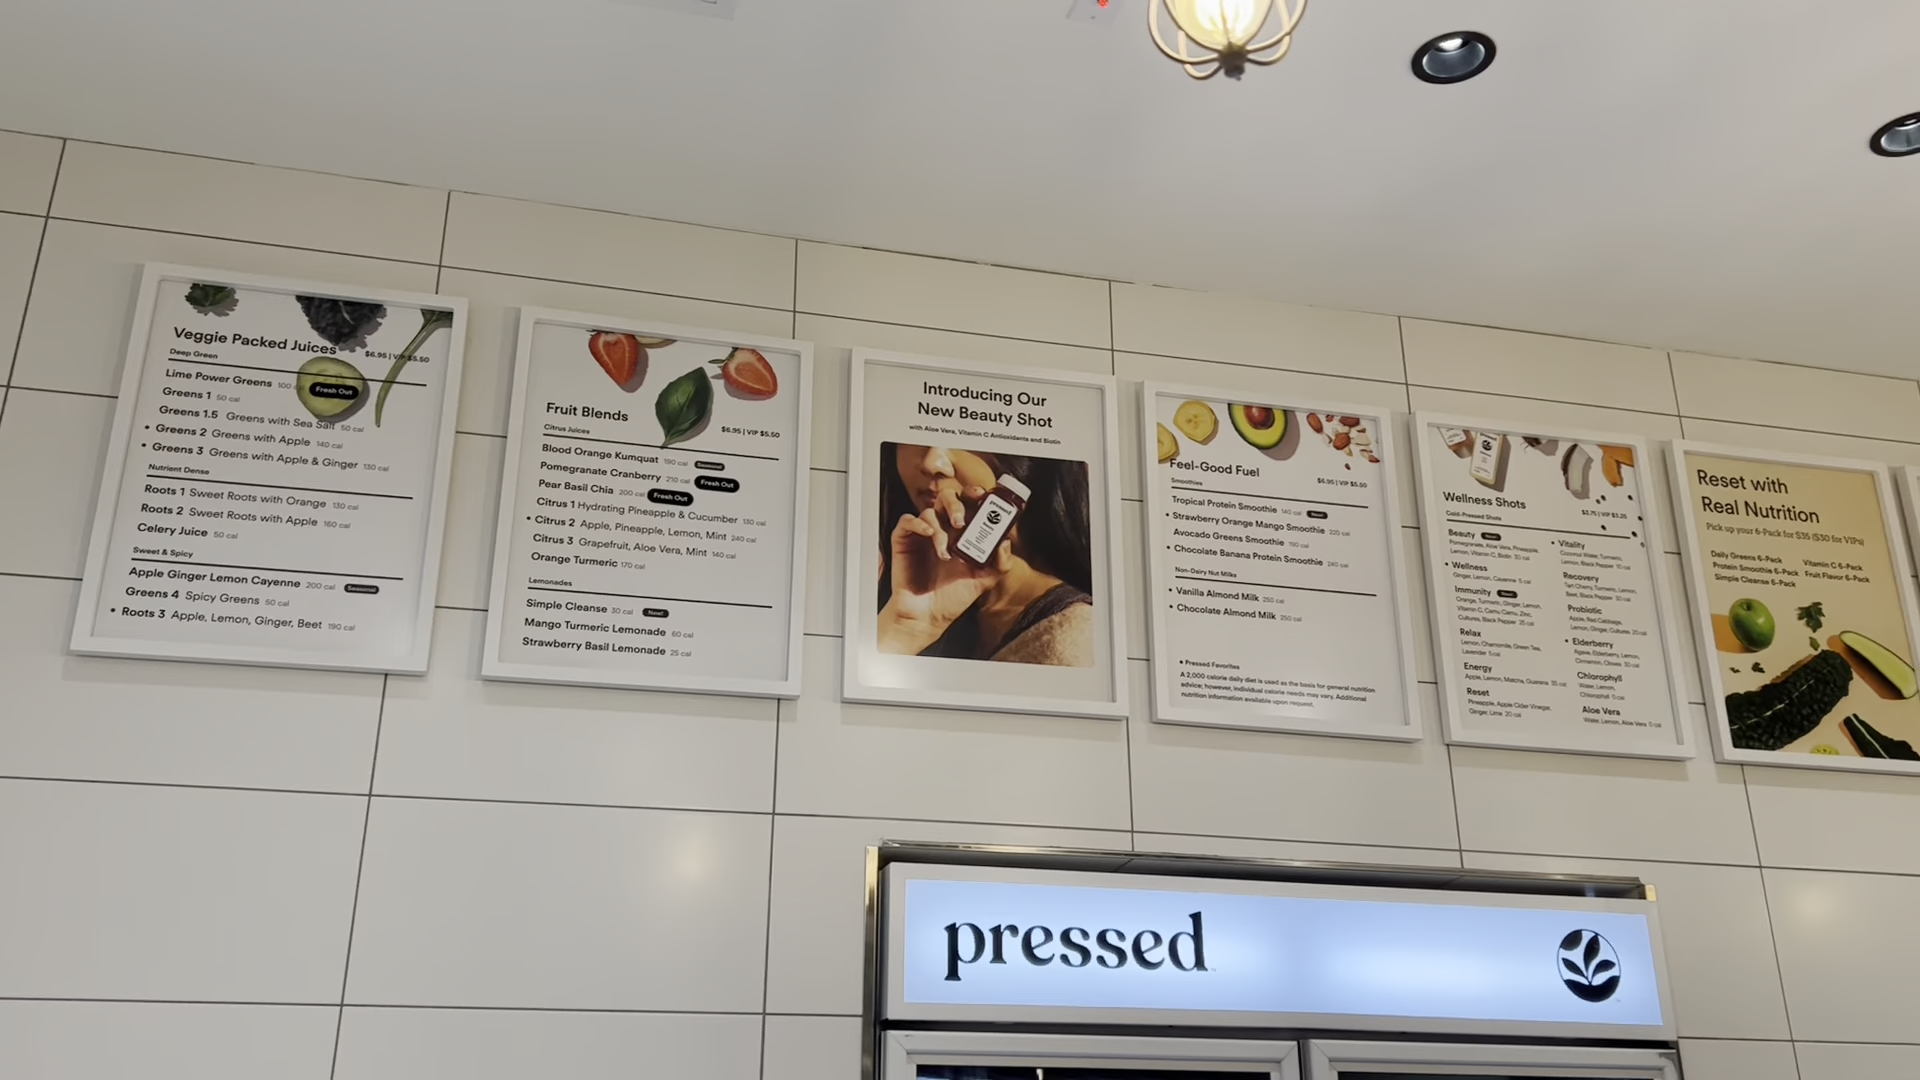 Veggie Packed Juices
$6.95 | VIP $5.50
Deep Green
Lime Power Greens 100 Fresh Out
Greens 1 50 cal
Greens 1.5 Greens with Sea Salt 50 cal
• Greens 2 Greens with Apple 140 cal
• Greens 3 Greens with Apple & Ginger 130 cal
Nutrient Dense
Roots 1 Sweet Roots with Orange 130 cal
Roots 2 Sweet Roots with Apple 160 cal
Celery Juice 50 cal
Sweet & Spicy
Apple Ginger Lemon Cayenne 200 cal Seasonal
Greens 4 Spicy Greens 50 cal
• Roots 3 Apple, Lemon, Ginger, Beet 190 cal
Fruit Blends
$6.95 | VIP $5.50
Citrus Juices
Blood Orange Kumquat 190 cal Seasonal
Pomegranate Cranberry 210 cal Fresh Out
Pear Basil Chia 200 cal Fresh Out
Citrus 1 Hydrating Pineapple & Cucumber 130 cal
• Citrus 2 Apple, Pineapple, Lemon, Mint 240 cal
Citrus 3 Grapefruit, Aloe Vera, Mint 140 cal
Orange Turmeric 170 cal
Lemonades
Simple Cleanse 30 cal New!
Mango Turmeric Lemonade 60 cal
Strawberry Basil Lemonade 25 cal
Introducing Our
New Beauty Shot
with Aloe Vera, Vitamin C Antioxidants and Biotin
pressed
Feel-Good Fuel
$6.95 | VIP $5.50
Smoothies
Tropical Protein Smoothie 140 cal New!
• Strawberry Orange Mango Smoothie 220 cal
Avocado Greens Smoothie 190 cal
• Chocolate Banana Protein Smoothie 240 cal
Non-Dairy Nut Milks
• Vanilla Almond Milk 250 cal
• Chocolate Almond Milk 250 cal
• Pressed Favorites
A 2,000 calorie daily diet is used as the basis for general nutrition
advice; however, individual calorie needs may vary. Additional
nutrition information available upon request.
Wellness Shots
$3.75 | VIP $3.25
Cold-Pressed Shots
Beauty New!
Pomegranate, Aloe Vera, Pineapple,
Lemon, Vitamin C, Biotin 30 cal
• Wellness
Ginger, Lemon, Cayenne 5 cal
Immunity New!
Orange, Turmeric, Ginger, Lemon,
Vitamin C, Camu Camu, Zinc,
Cultures, Black Pepper 25 cal
Relax
Lemon, Chamomile, Green Tea,
Lavender 5 cal
Energy
Apple, Lemon, Matcha, Guarana 35 cal
Reset
Pineapple, Apple Cider Vinegar,
Ginger, Lime 20 cal
• Vitality
Coconut Water, Turmeric,
Lemon, Black Pepper 10 cal
Recovery
Tart Cherry, Turmeric, Lemon,
Beet, Black Pepper 30 cal
Probiotic
Apple, Red Cabbage,
Lemon, Ginger, Cultures 20 cal
• Elderberry
Agave, Elderberry, Lemon,
Cinnamon, Cloves 30 cal
Chlorophyll
Water, Lemon,
Chlorophyll 0 cal
Aloe Vera
Water, Lemon, Aloe Vera 0 cal
Reset with
Real Nutrition
Pick up your 6-Pack for $35 ($30 for VIPs)
Daily Greens 6-Pack
Protein Smoothie 6-Pack
Simple Cleanse 6-Pack
Vitamin C 6-Pack
Fruit Flavor 6-Pack
pressed